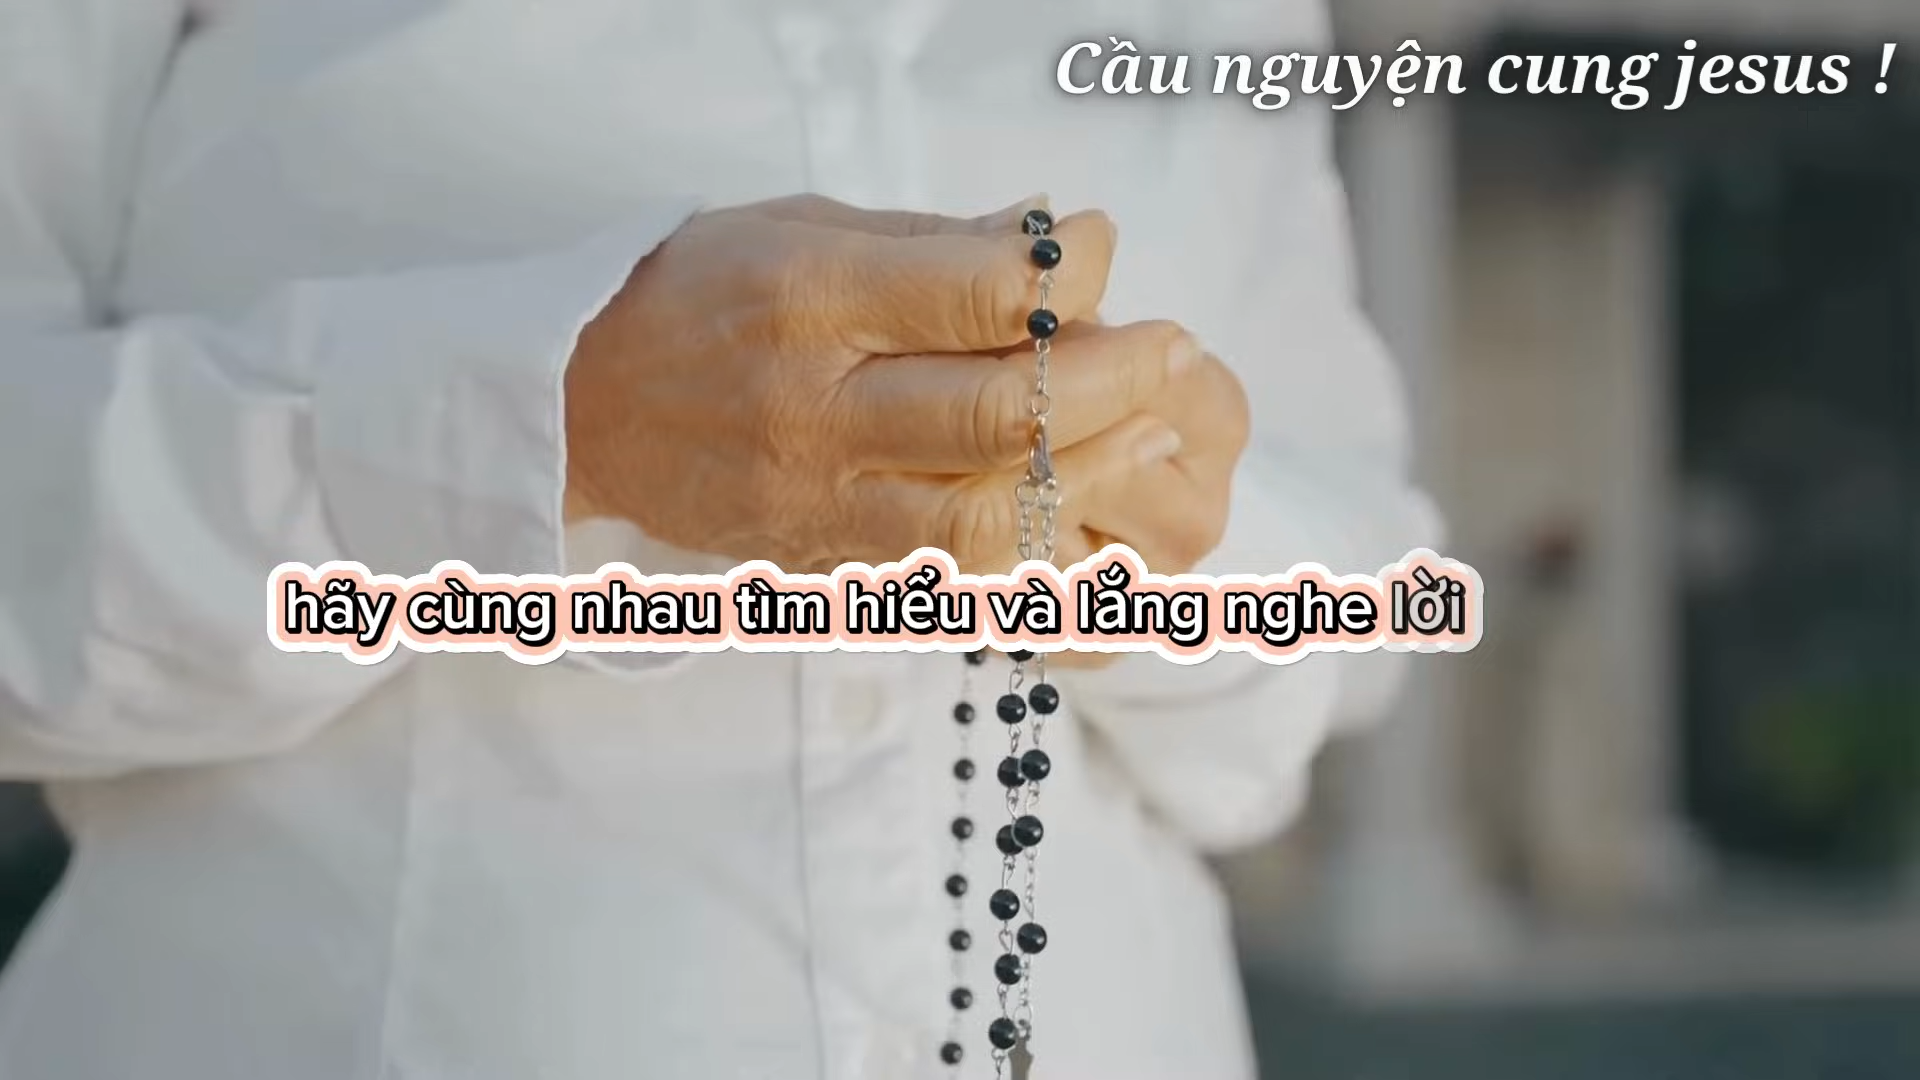 Cầu nguyện cung jesus !
hãy cùng nhau tìm hiểu và lắng nghe lời